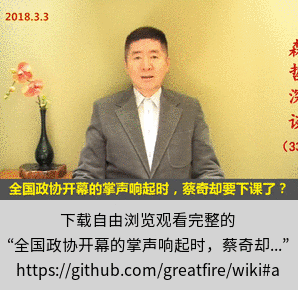 2018.3.3
森
哲
深
谈
(33
全国政协开幕的掌声响起时，蔡奇却要下课了？
下载自由浏览观看完整的
“全国政协开幕的掌声响起时，蔡奇却...”
https://github.com/greatfire/wiki#a